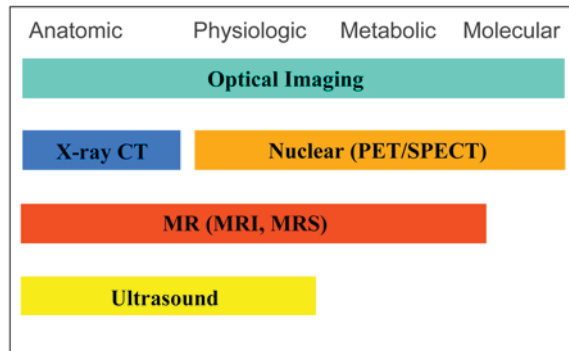 Anatomic Physiologic Metabolic Molecular
Optical Imaging
X-ray CT Nuclear (PET/SPECT)
MR (MRI, MRS)
Ultrasound